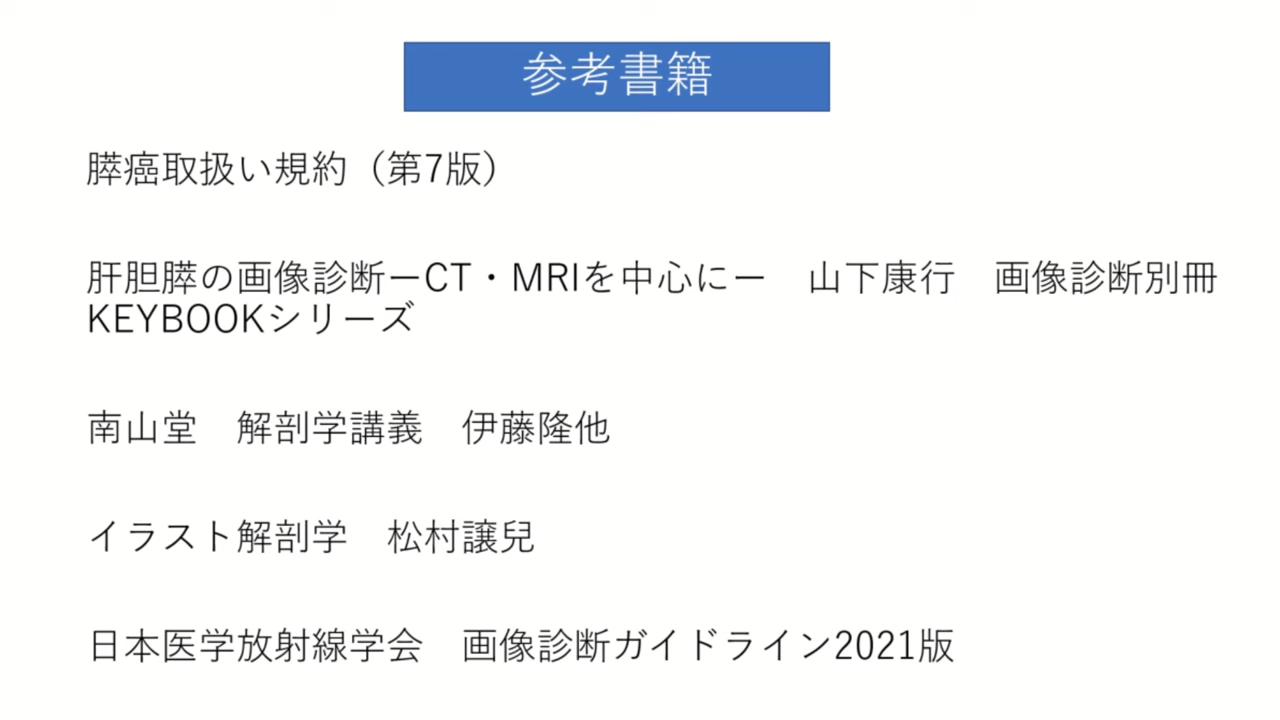 参考書籍
膵癌取扱い規約（第7版）
肝胆膵の画像診断ーCT・MRIを中心にー　山下康行　画像診断別冊
KEYBOOKシリーズ
南山堂　解剖学講義　伊藤隆他
イラスト解剖学　松村譲兒
日本医学放射線学会　画像診断ガイドライン2021版